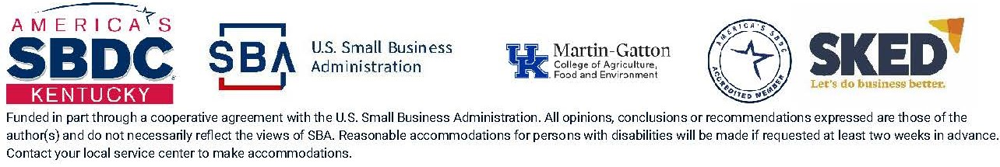 AMERICA'S
SBDC
KENTUCKY
SBA
U.S. Small Business
Administration
UK
Martin-Gatton
College of Agriculture,
Food and Environment
AMERICA'S SBDC
ACCREDITED MEMBER
SKED
Let's do business better.
Funded in part through a cooperative agreement with the U.S. Small Business Administration. All opinions, conclusions or recommendations expressed are those of the
author(s) and do not necessarily reflect the views of SBA. Reasonable accommodations for persons with disabilities will be made if requested at least two weeks in advance.
Contact your local service center to make accommodations.